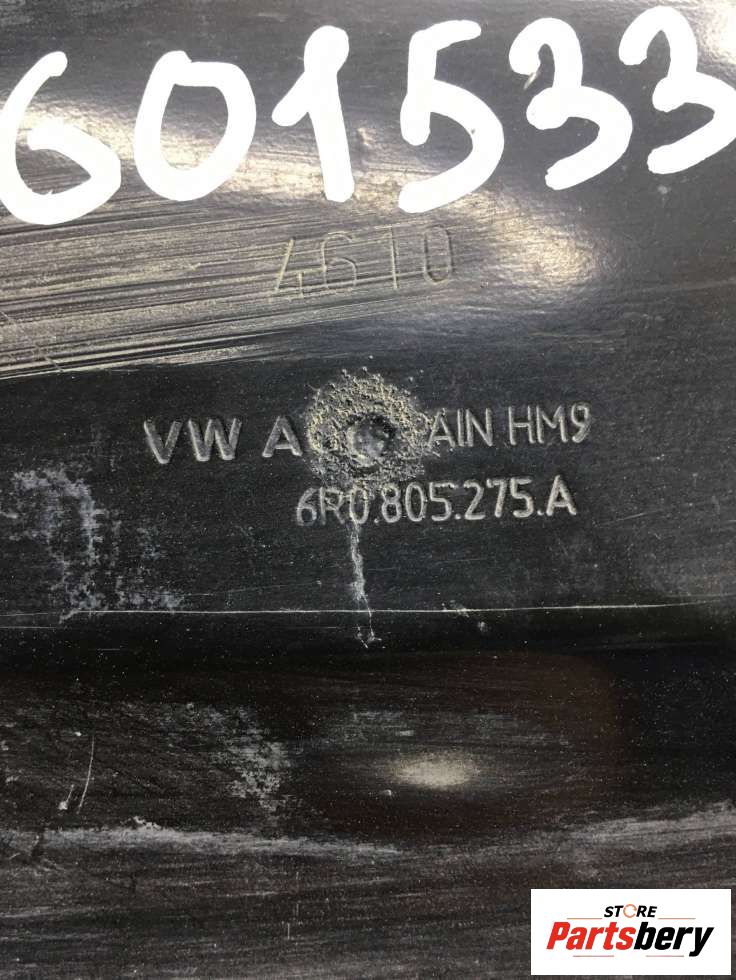 601533
4610
VW A
AIN HM9
6R0.805.275.A
STORE
Partsbery